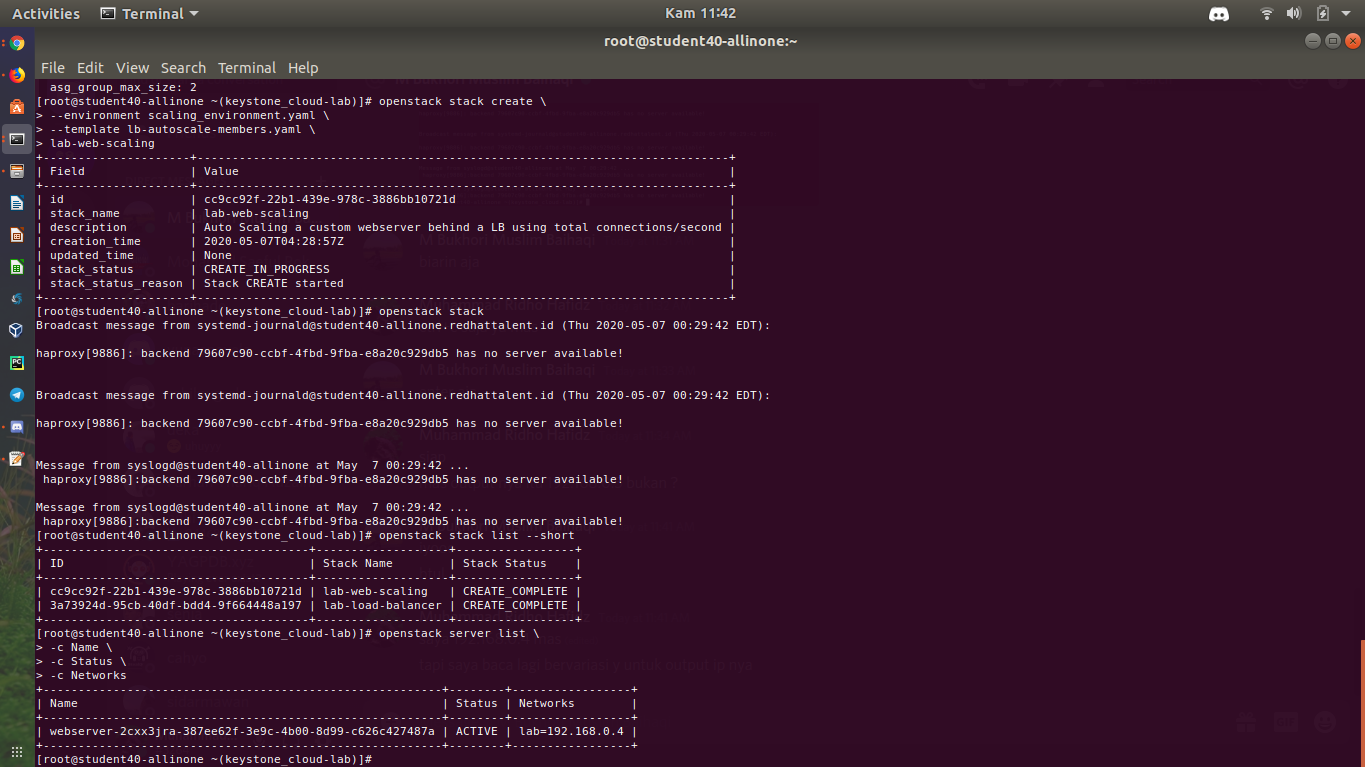 Activities Terminal Kam 11:42
root@student40-allinone:~
File Edit View Search Terminal Help
  asg_group_max_size: 2
[root@student40-allinone ~(keystone_cloud-lab)]# openstack stack create \
> --environment scaling_environment.yaml \
> --template lb-autoscale-members.yaml \
> lab-web-scaling
+---------------------+----------------------------------------------------------------------------+
| Field               | Value                                                                      |
+---------------------+----------------------------------------------------------------------------+
| id                  | cc9cc92f-22b1-439e-978c-3886bb10721d                                       |
| stack_name          | lab-web-scaling                                                            |
| description         | Auto Scaling a custom webserver behind a LB using total connections/second |
| creation_time       | 2020-05-07T04:28:57Z                                                       |
| updated_time        | None                                                                       |
| stack_status        | CREATE_IN_PROGRESS                                                         |
| stack_status_reason | Stack CREATE started                                                       |
+---------------------+----------------------------------------------------------------------------+
[root@student40-allinone ~(keystone_cloud-lab)]# openstack stack
Broadcast message from systemd-journald@student40-allinone.redhattalent.id (Thu 2020-05-07 00:29:42 EDT):
haproxy[9886]: backend 79607c90-ccbf-4fbd-9fba-e8a20c929db5 has no server available!
Broadcast message from systemd-journald@student40-allinone.redhattalent.id (Thu 2020-05-07 00:29:42 EDT):
haproxy[9886]: backend 79607c90-ccbf-4fbd-9fba-e8a20c929db5 has no server available!
Message from syslogd@student40-allinone at May  7 00:29:42 ...
 haproxy[9886]:backend 79607c90-ccbf-4fbd-9fba-e8a20c929db5 has no server available!
Message from syslogd@student40-allinone at May  7 00:29:42 ...
 haproxy[9886]:backend 79607c90-ccbf-4fbd-9fba-e8a20c929db5 has no server available!
[root@student40-allinone ~(keystone_cloud-lab)]# openstack stack list --short
+--------------------------------------+-------------------+-----------------+
| ID                                   | Stack Name        | Stack Status    |
+--------------------------------------+-------------------+-----------------+
| cc9cc92f-22b1-439e-978c-3886bb10721d | lab-web-scaling   | CREATE_COMPLETE |
| 3a73924d-95cb-40df-bdd4-9f664448a197 | lab-load-balancer | CREATE_COMPLETE |
+--------------------------------------+-------------------+-----------------+
[root@student40-allinone ~(keystone_cloud-lab)]# openstack server list \
> -c Name \
> -c Status \
> -c Networks
+---------------------------------------------------------+--------+-----------------+
| Name                                                    | Status | Networks        |
+---------------------------------------------------------+--------+-----------------+
| webserver-2cxx3jra-387ee62f-3e9c-4b00-8d99-c626c427487a | ACTIVE | lab=192.168.0.4 |
+---------------------------------------------------------+--------+-----------------+
[root@student40-allinone ~(keystone_cloud-lab)]#